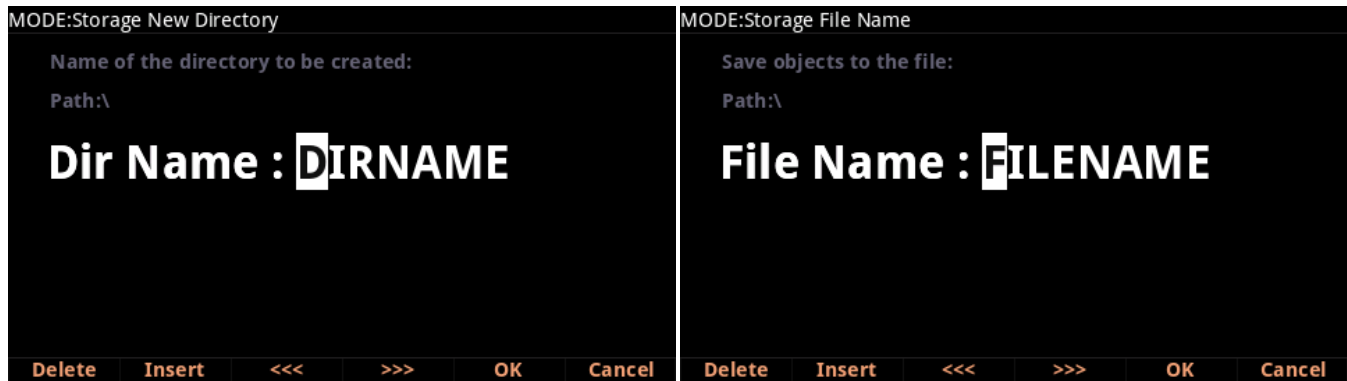 MODE:Storage New Directory
Name of the directory to be created:
Path:\
Dir Name : DIRNAME
Delete Insert <<< >>> OK Cancel
MODE:Storage File Name
Save objects to the file:
Path:\
File Name : FILENAME
Delete Insert <<< >>> OK Cancel